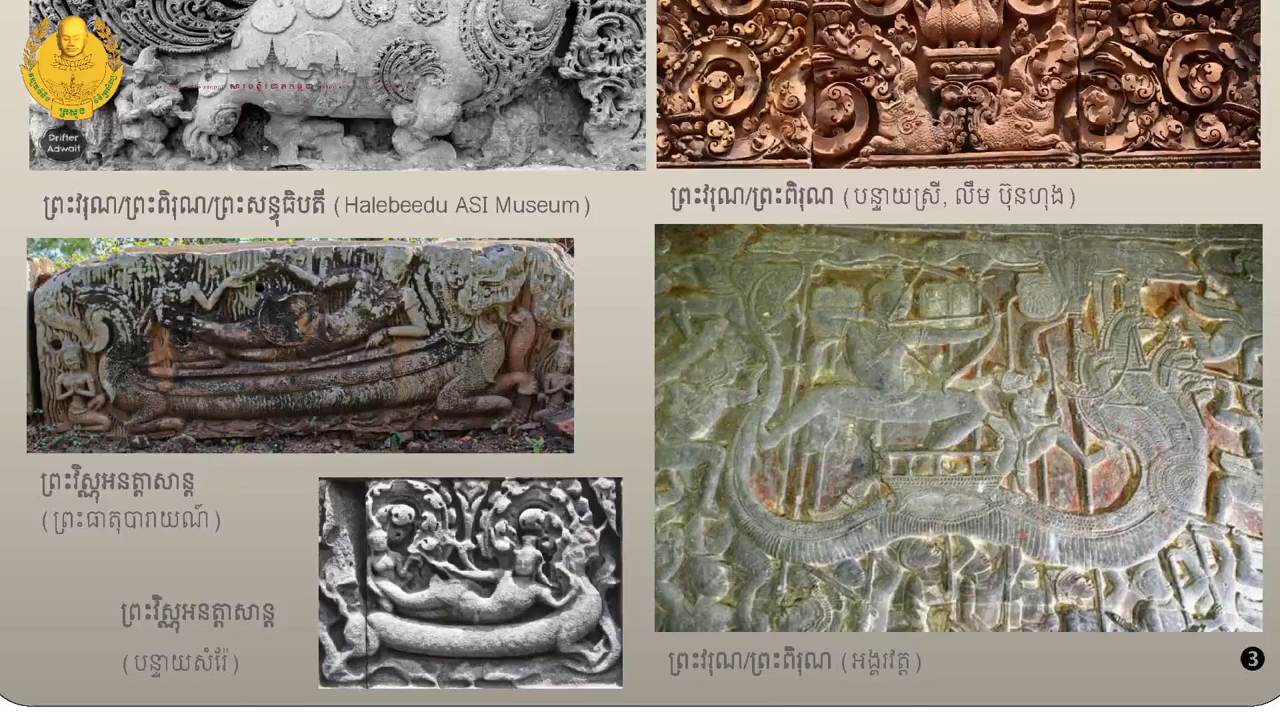 Drifter
Adwait
ព្រះវរុណ/ព្រះពិរុណ/ព្រះសន្ទុធិបតី (Halebeedu ASI Museum)
ព្រះវរុណ/ព្រះពិរុណ (បន្ទាយស្រី, លឹម ប៊ុនហុង)
ព្រះវិស្ណុអនត្តាសាន្ត
(ព្រះធាតុបារាយណ៍)
ព្រះវិស្ណុអនត្តាសាន្ត
(បន្ទាយសំរ៉ែ)
ព្រះវរុណ/ព្រះពិរុណ (អង្គរវត្ត)
3